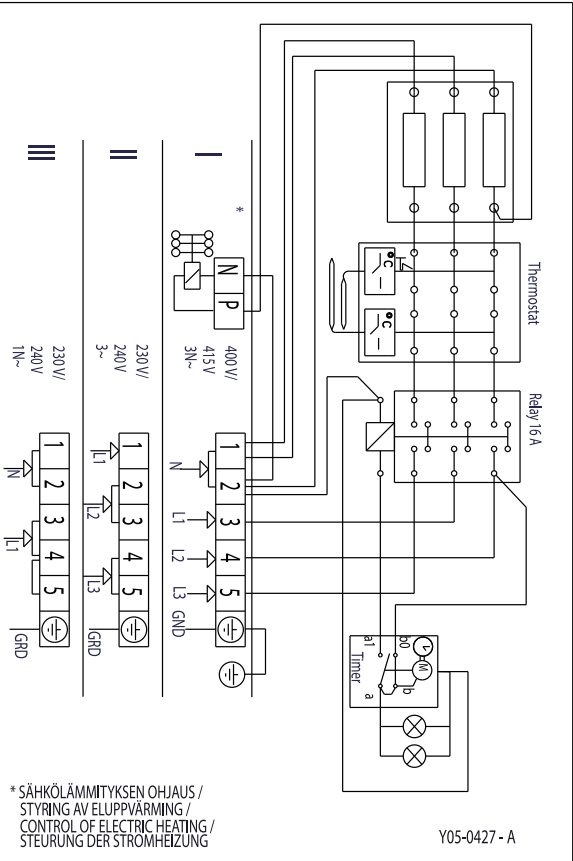 Thermostat
°C
°C
Relay 16 A
*
N P
400 V/
415 V
3N~
1 2 3 4 5
N
L1
L2
L3
GND
230 V/
240 V
3~
1 2 3 4 5
L1
L2
L3
GRD
230 V/
240 V
1N~
1 2 3 4 5
N
L1
GRD
I
II
III
a1
b0
M
Timer
a
b
* SÄHKÖLÄMMITYKSEN OHJAUS /
STYRING AV ELUPPVÄRMING /
CONTROL OF ELECTRIC HEATING /
STEURUNG DER STROMHEIZUNG
Y05-0427 - A